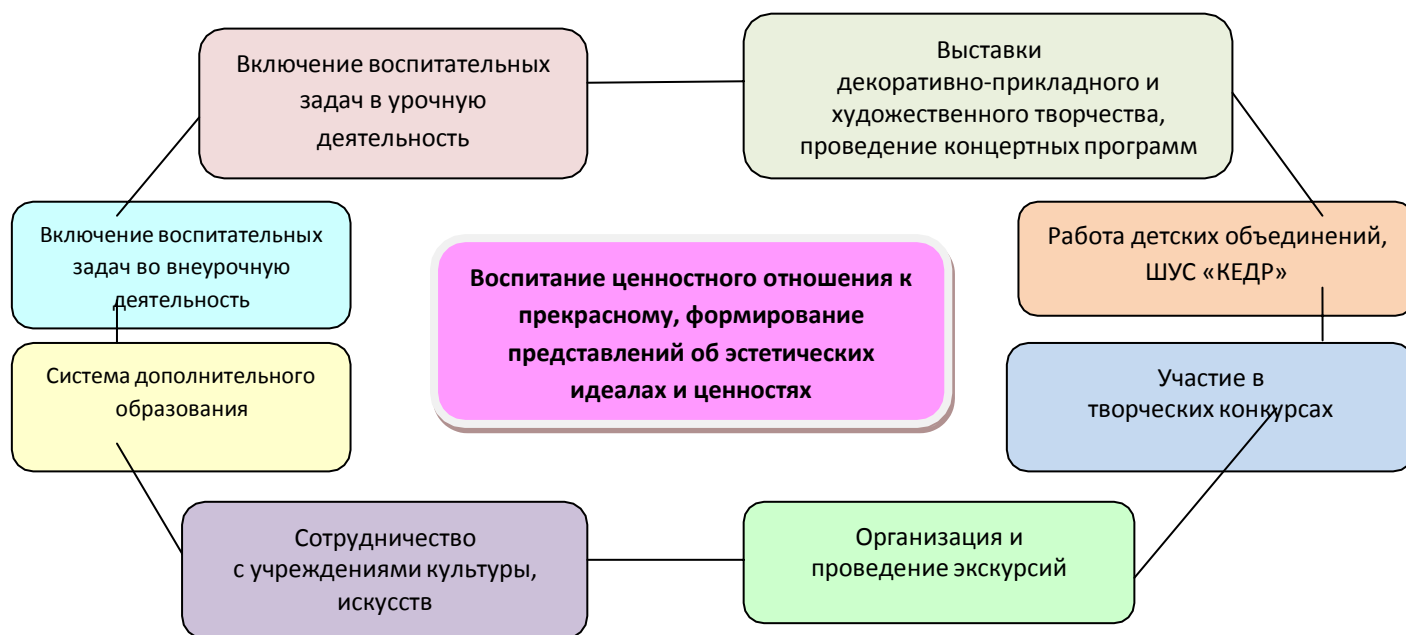 Включение воспитательных
задач в урочную
деятельность
Выставки
декоративно-прикладного и
художественного творчества,
проведение концертных программ
Включение воспитательных
задач во внеурочную
деятельность
Воспитание ценностного отношения к
прекрасному, формирование
представлений об эстетических
идеалах и ценностях
Работа детских объединений,
ШУС «КЕДР»
Система дополнительного
образования
Участие в
творческих конкурсах
Сотрудничество
с учреждениями культуры,
искусств
Организация и
проведение экскурсий